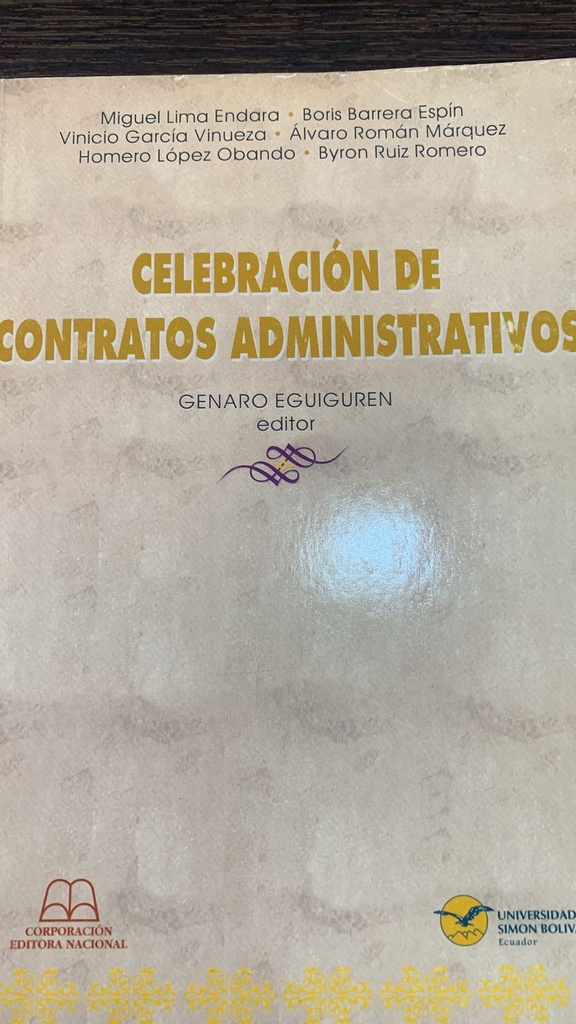 Miguel Lima Endara • Boris Barrera Espín
Vinicio García Vinueza • Álvaro Román Márquez
Homero López Obando • Byron Ruiz Romero
CELEBRACIÓN DE
CONTRATOS ADMINISTRATIVOS
GENARO EGUIGUREN
editor
CORPORACIÓN
EDITORA NACIONAL
UNIVERSIDAD
SIMON BOLIVA
Ecuador